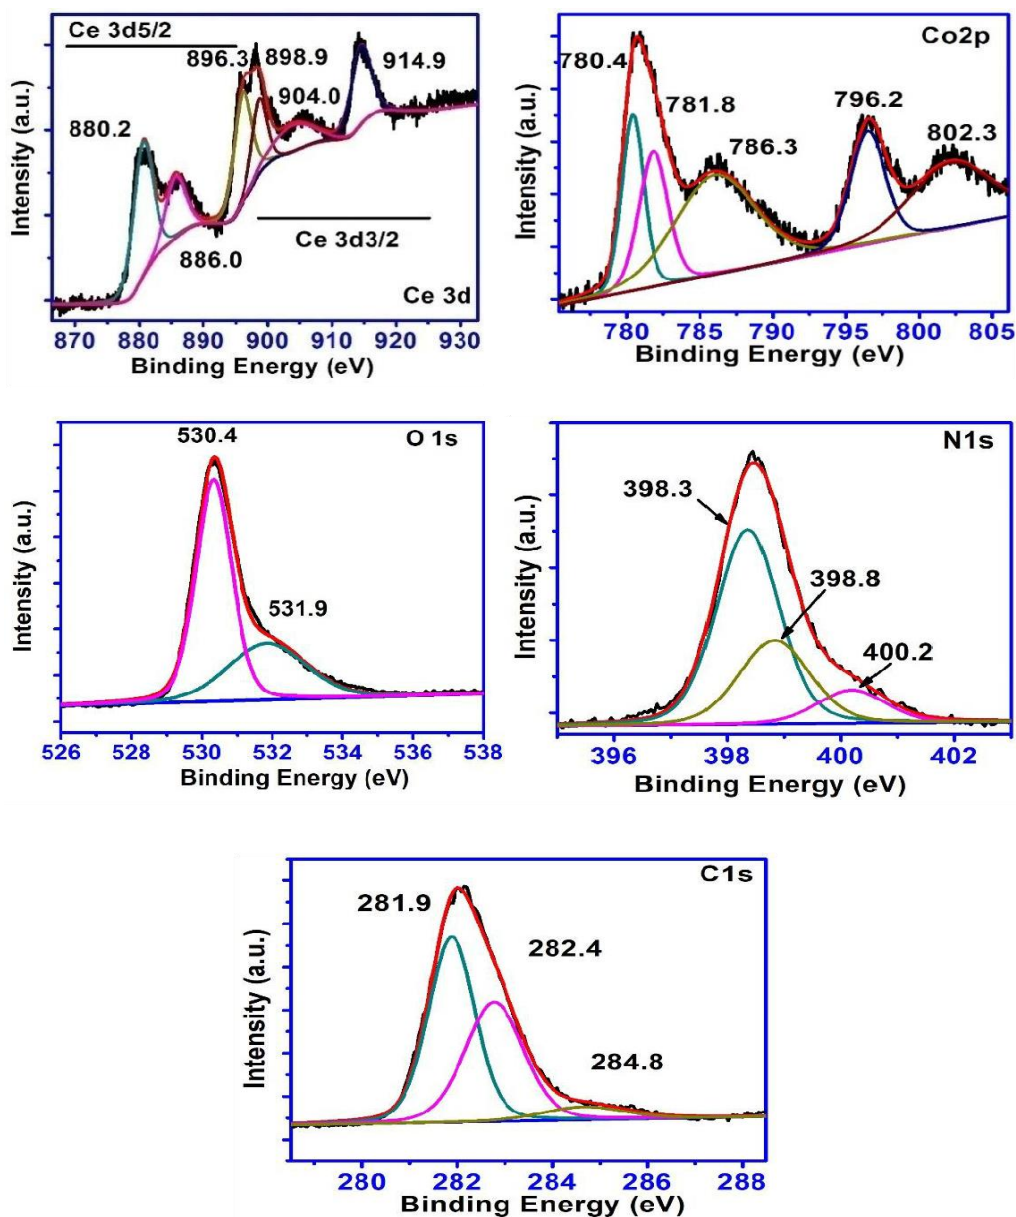 Ce 3d5/2
896.3 898.9
914.9
904.0
880.2
886.0
Ce 3d3/2
Ce 3d
Intensity (a.u.)
870 880 890 900 910 920 930
Binding Energy (eV)
Co2p
780.4
781.8
796.2
786.3
802.3
Intensity (a.u.)
780 785 790 795 800 805
Binding Energy (eV)
O 1s
530.4
531.9
Intensity (a.u.)
526 528 530 532 534 536 538
Binding Energy (eV)
N1s
398.3
398.8
400.2
Intensity (a.u.)
396 398 400 402
Binding Energy (eV)
C1s
281.9
282.4
284.8
Intensity (a.u.)
280 282 284 286 288
Binding Energy (eV)